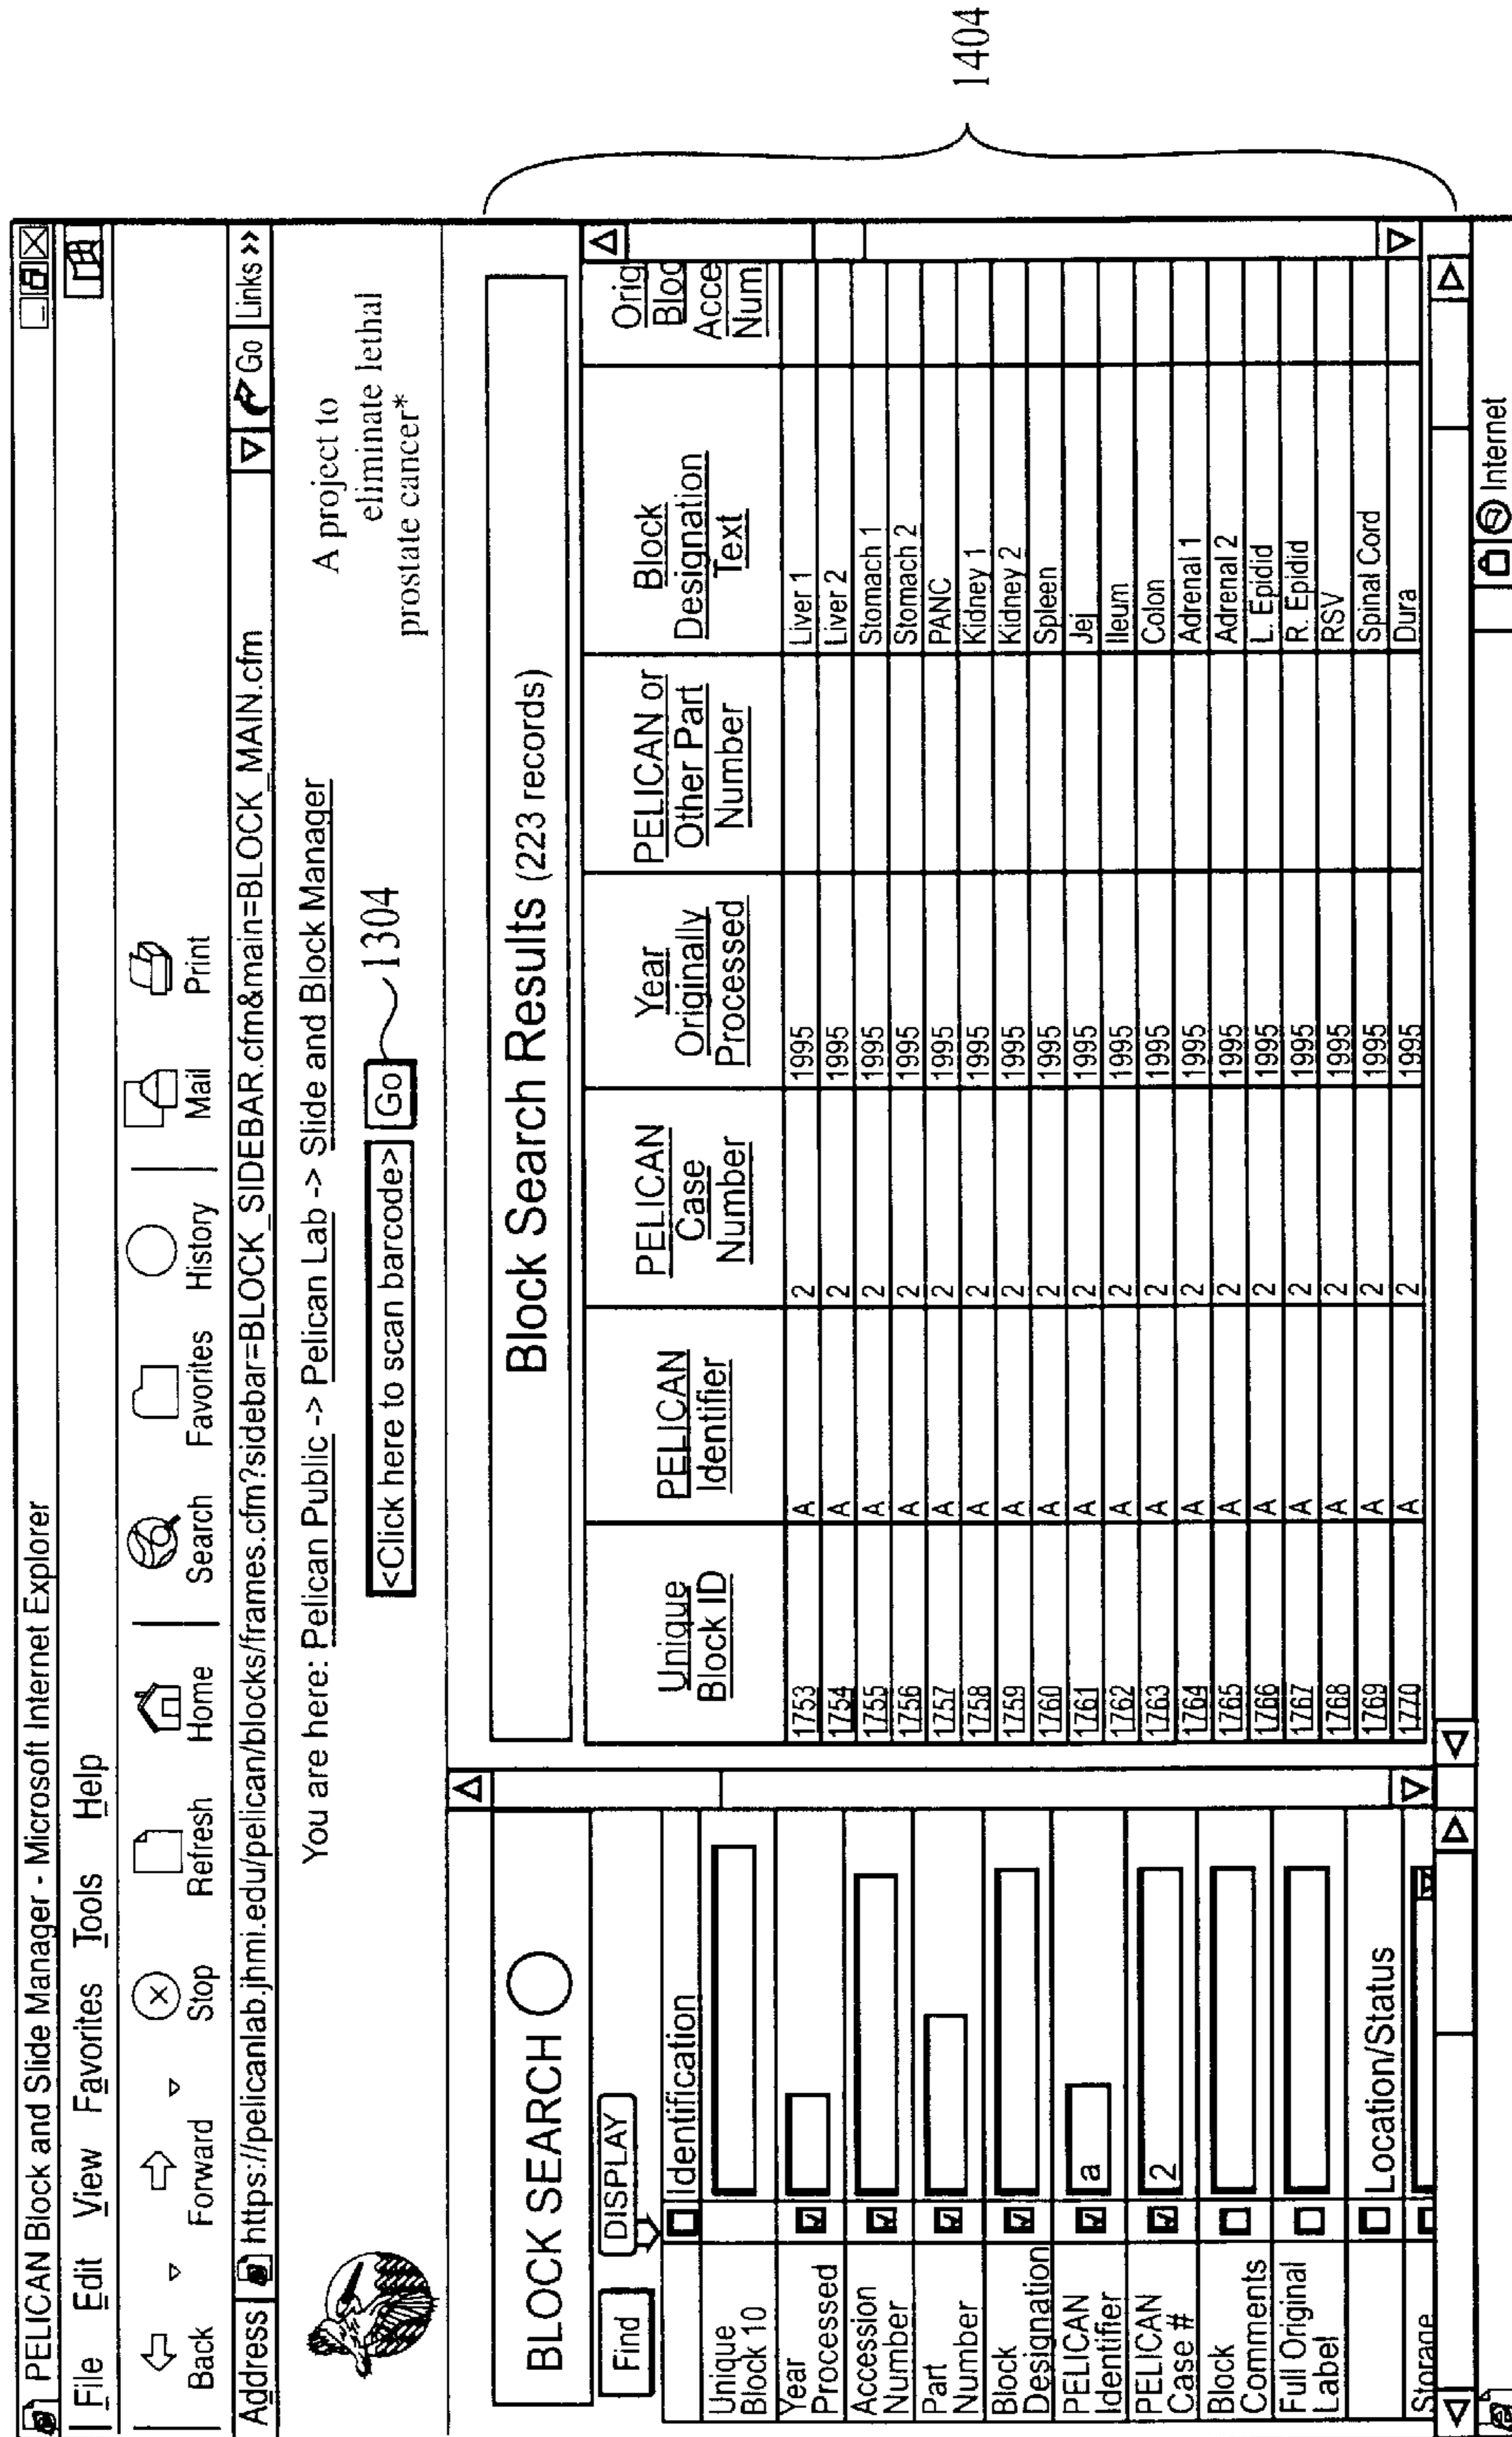 PELICAN Block and Slide Manager - Microsoft Internet Explorer
File Edit View Favorites Tools Help
Back Forward Stop Refresh Home Search Favorites History Mail Print
Address https://pelicanlab.jhmi.edu/pelican/blocks/frames.cfm?sidebar=BLOCK_SIDEBAR.cfm&main=BLOCK_MAIN.cfm Go Links >>
You are here: Pelican Public -> Pelican Lab -> Slide and Block Manager
<Click here to scan barcode> Go 1304
A project to
eliminate lethal
prostate cancer*
BLOCK SEARCH
Find DISPLAY
Identification
Unique
Block 10
Year
Processed
Accession
Number
Part
Number
Block
Designation
PELICAN
Identifier a
PELICAN
Case # 2
Block
Comments
Full Original
Label
Location/Status
Storage
Block Search Results (223 records)
Unique Block ID PELICAN Identifier PELICAN Case Number Year Originally Processed PELICAN or Other Part Number Block Designation Text Orig Bloc Acce Num
1753 A 2 1995 Liver 1
1754 A 2 1995 Liver 2
1755 A 2 1995 Stomach 1
1756 A 2 1995 Stomach 2
1757 A 2 1995 PANC
1758 A 2 1995 Kidney 1
1759 A 2 1995 Kidney 2
1760 A 2 1995 Spleen
1761 A 2 1995 Jej
1762 A 2 1995 Ileum
1763 A 2 1995 Colon
1764 A 2 1995 Adrenal 1
1765 A 2 1995 Adrenal 2
1766 A 2 1995 L. Epidid
1767 A 2 1995 R. Epidid
1768 A 2 1995 RSV
1769 A 2 1995 Spinal Cord
1770 A 2 1995 Dura
1404
Internet